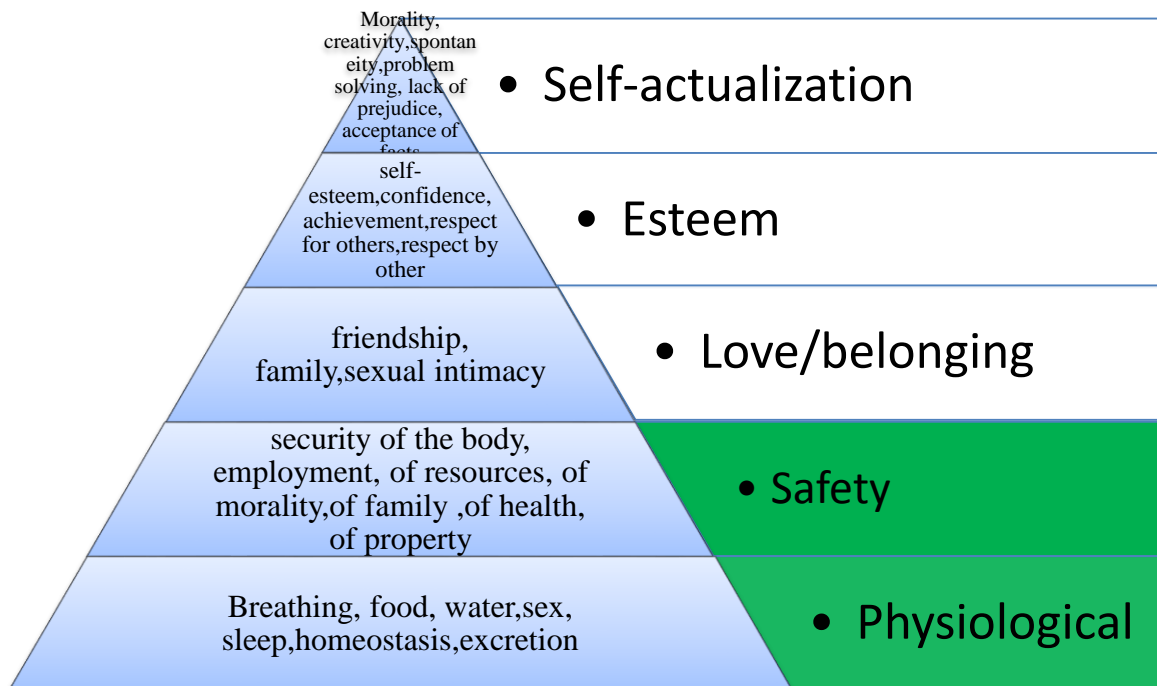 Morality,
creativity,spontan
eity,problem
solving, lack of
prejudice,
acceptance of
facts
• Self-actualization
self-
esteem,confidence,
achievement,respect
for others,respect by
other
• Esteem
friendship,
family,sexual intimacy
• Love/belonging
security of the body,
employment, of resources, of
morality,of family ,of health,
of property
• Safety
Breathing, food, water,sex,
sleep,homeostasis,excretion
• Physiological